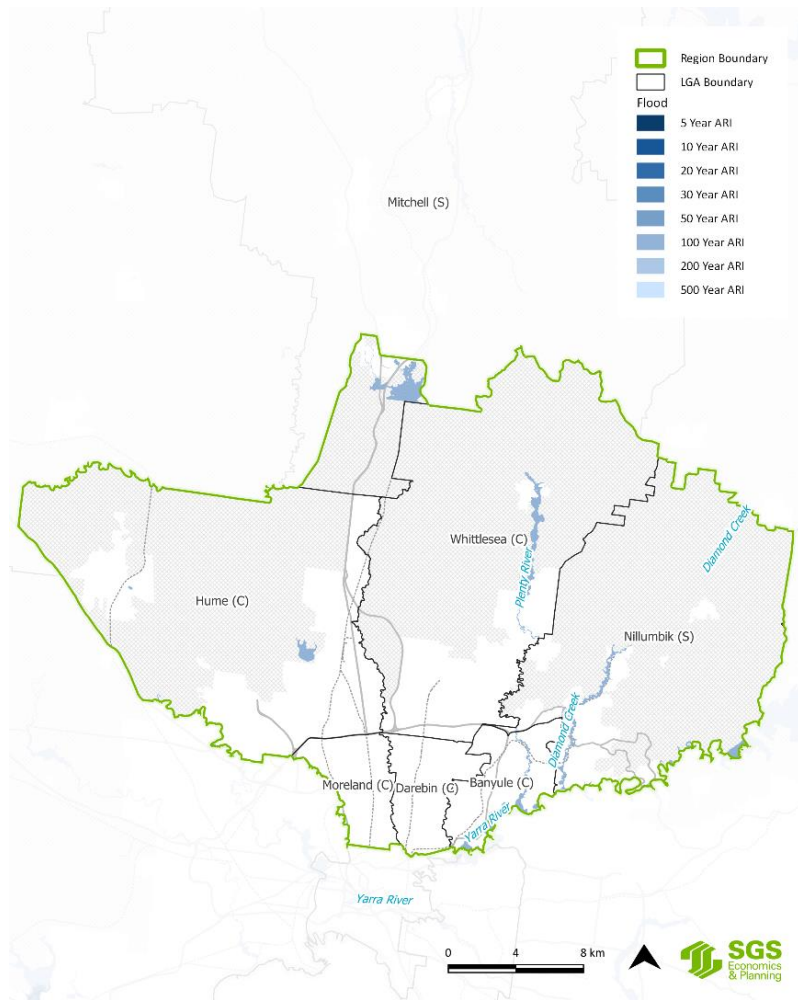 Region Boundary
LGA Boundary
Flood
5 Year ARI
10 Year ARI
20 Year ARI
30 Year ARI
50 Year ARI
100 Year ARI
200 Year ARI
500 Year ARI
Mitchell (S)
Diamond Creek
Whittlesea (C)
Plenty River
Hume (C)
Nillumbik (S)
Diamond Creek
Moreland (C)
Darebin (C)
Banyule (C)
Yarra River
Yarra River
0 4 8 km
SGS
Economics
& Planning